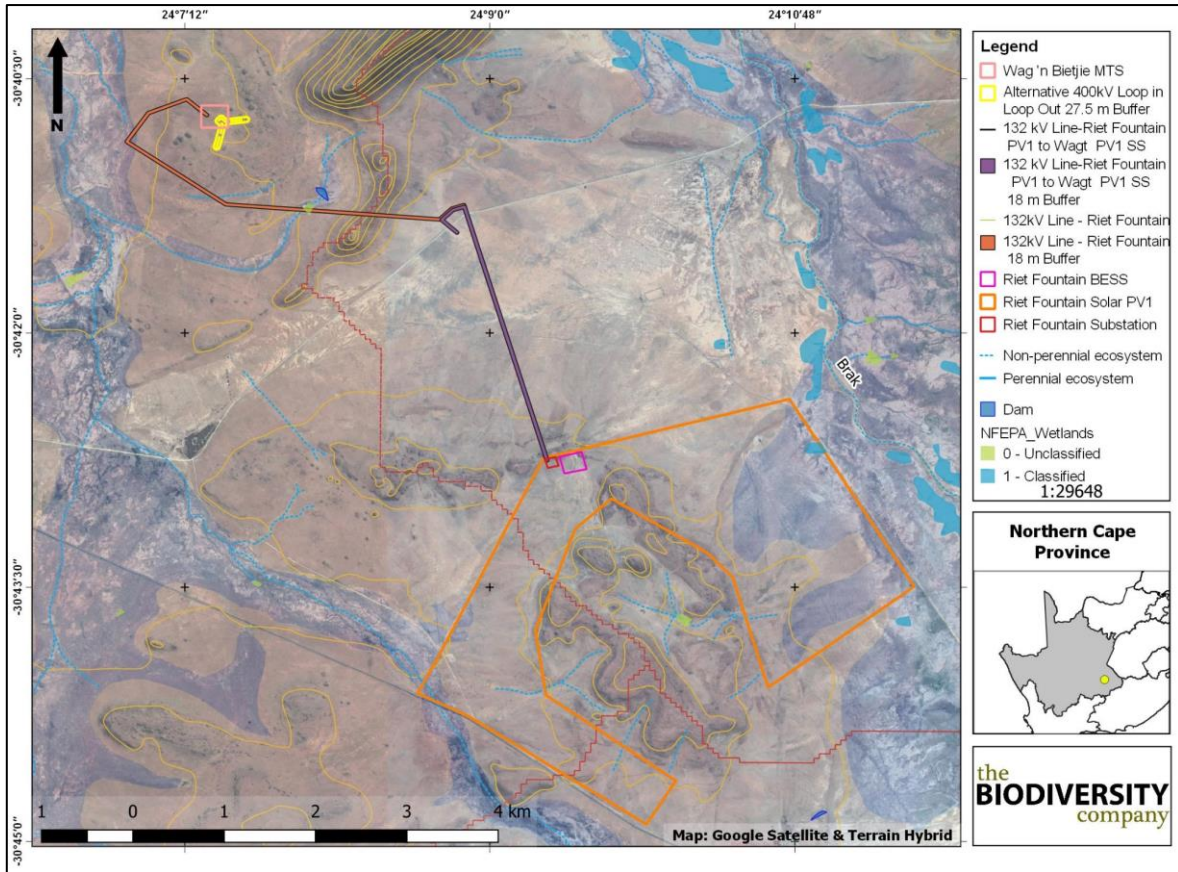 24°7'12"
24°9'0"
24°10'48"
-30°40'30"
-30°42'0"
-30°43'30"
-30°45'0"
N
Brak
1 0 1 2 3 4 km
Map: Google Satellite & Terrain Hybrid
Legend
Wag 'n Bietjie MTS
Alternative 400kV Loop in
Loop Out 27.5 m Buffer
132 kV Line-Riet Fountain
PV1 to Wagt PV1 SS
132 kV Line-Riet Fountain
PV1 to Wagt PV1 SS
18 m Buffer
132kV Line - Riet Fountain
132kV Line - Riet Fountain
18 m Buffer
Riet Fountain BESS
Riet Fountain Solar PV1
Riet Fountain Substation
Non-perennial ecosystem
Perennial ecosystem
Dam
NFEPA_Wetlands
0 - Unclassified
1 - Classified
1:29648
Northern Cape
Province
the
BIODIVERSITY
company